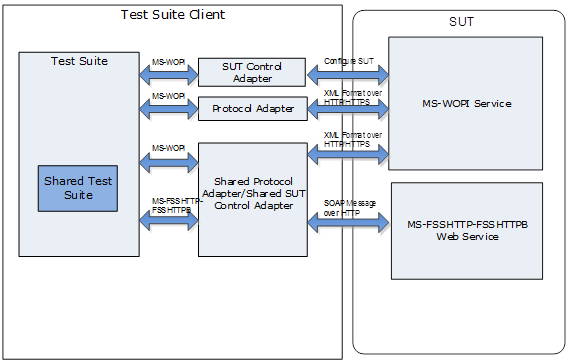 Test Suite Client
SUT
Test Suite
MS-WOPI
SUT Control
Adapter
Configure SUT
MS-WOPI
Protocol Adapter
XML Format over
HTTP/HTTPS
MS-WOPI Service
MS-WOPI
XML Format over
HTTP/HTTPS
Shared Test
Suite
Shared Protocol
Adapter/Shared SUT
Control Adapter
MS-FSSHTTP-
FSSHTTPB
SOAP Message
over HTTP
MS-FSSHTTP-FSSHTTPB
Web Service